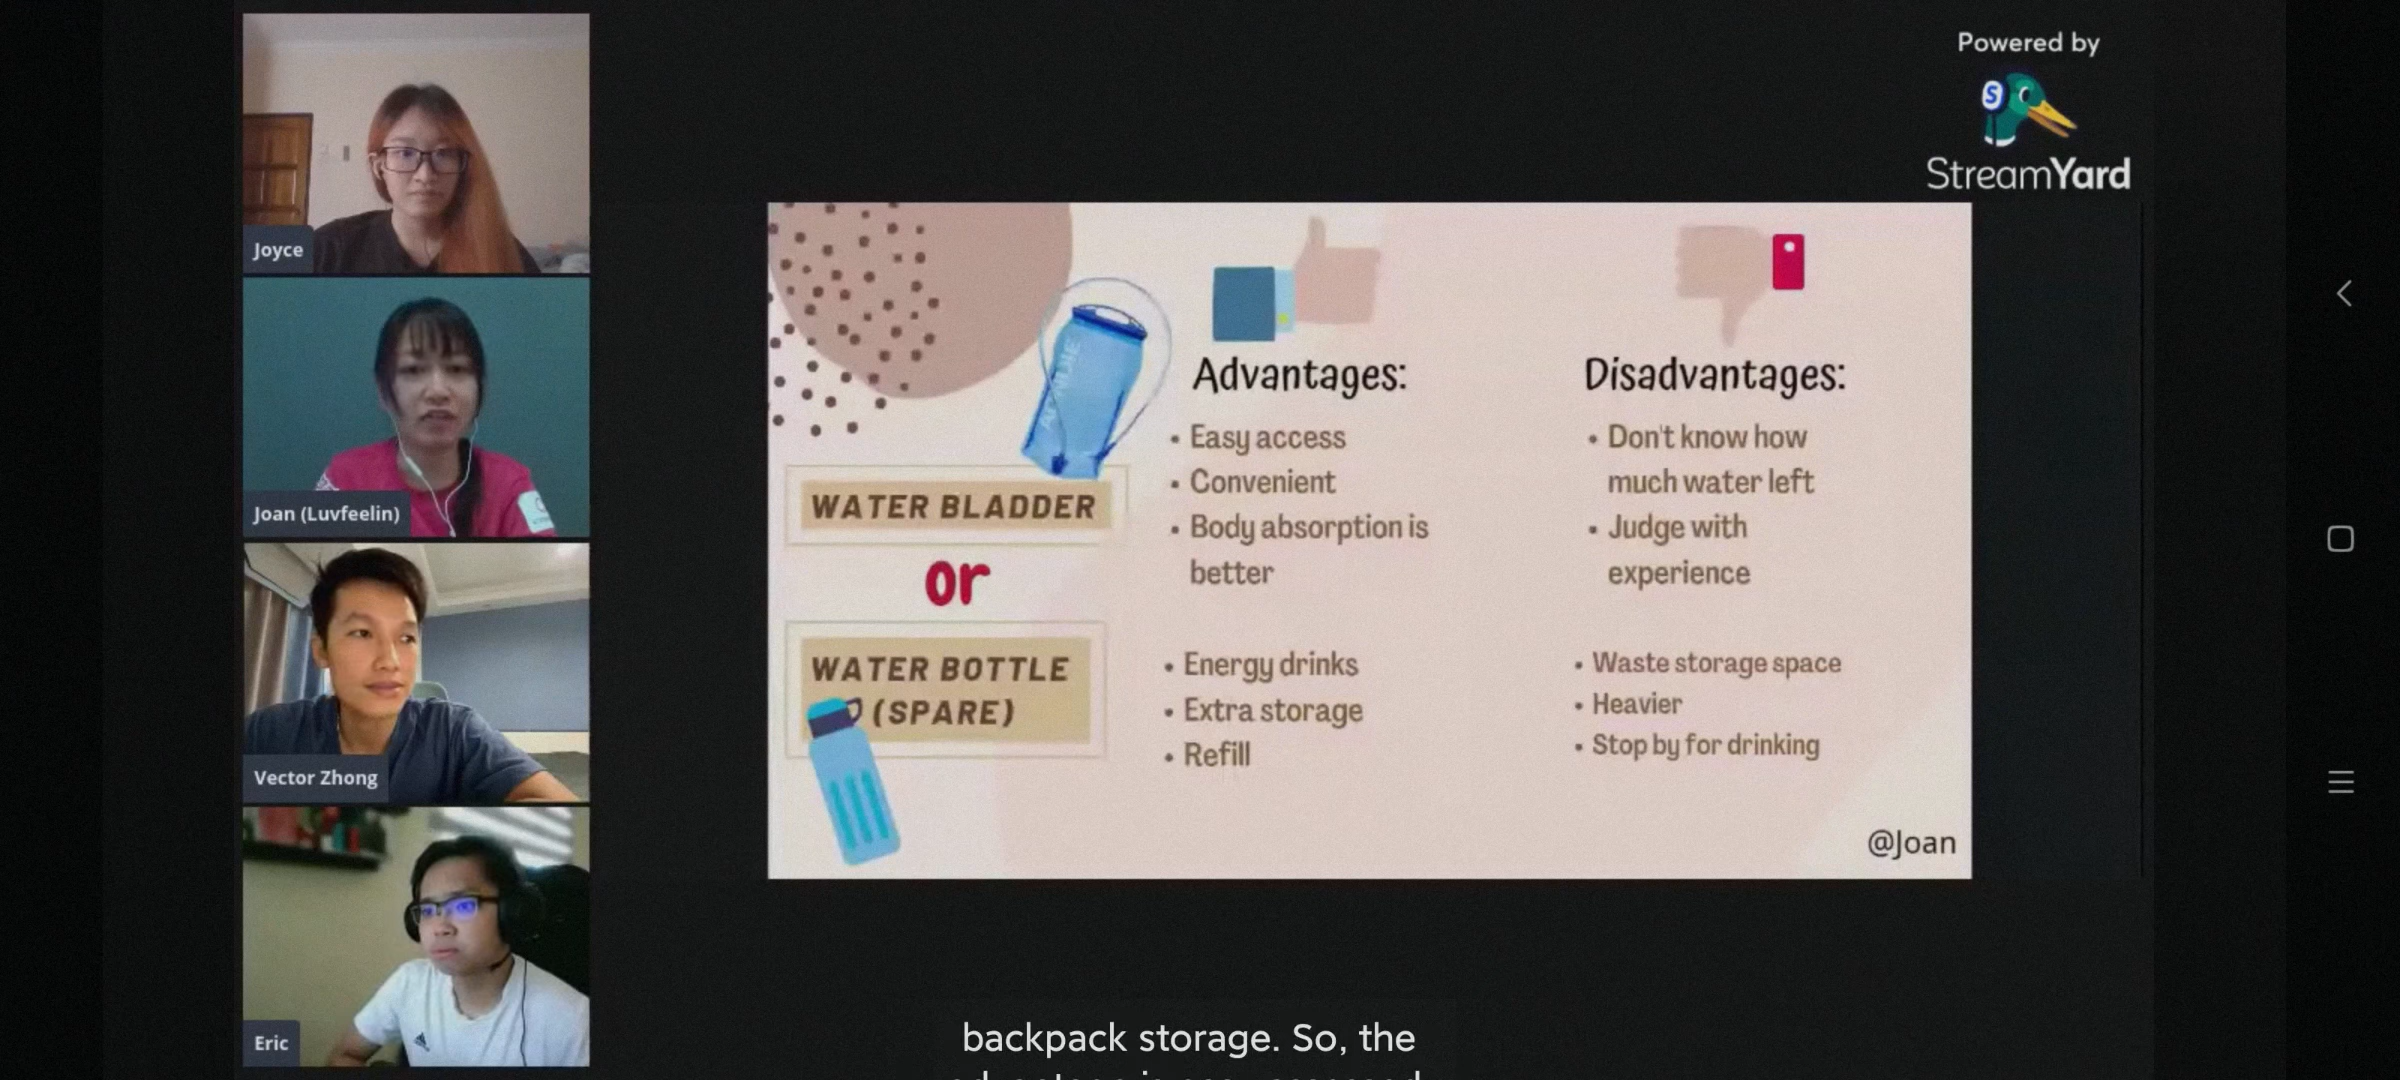 Powered by
S
StreamYard
Joyce
Joan (Luvfeelin)
Vector Zhong
Eric
WATER BLADDER
or
WATER BOTTLE
(SPARE)
Advantages:
• Easy access
• Convenient
• Body absorption is
better
• Energy drinks
• Extra storage
• Refill
Disadvantages:
• Don't know how
much water left
• Judge with
experience
• Waste storage space
• Heavier
• Stop by for drinking
@Joan
backpack storage. So, the